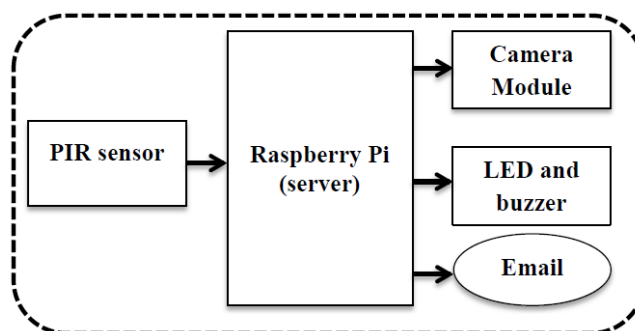 PIR sensor
Raspberry Pi
(server)
Camera
Module
LED and
buzzer
Email